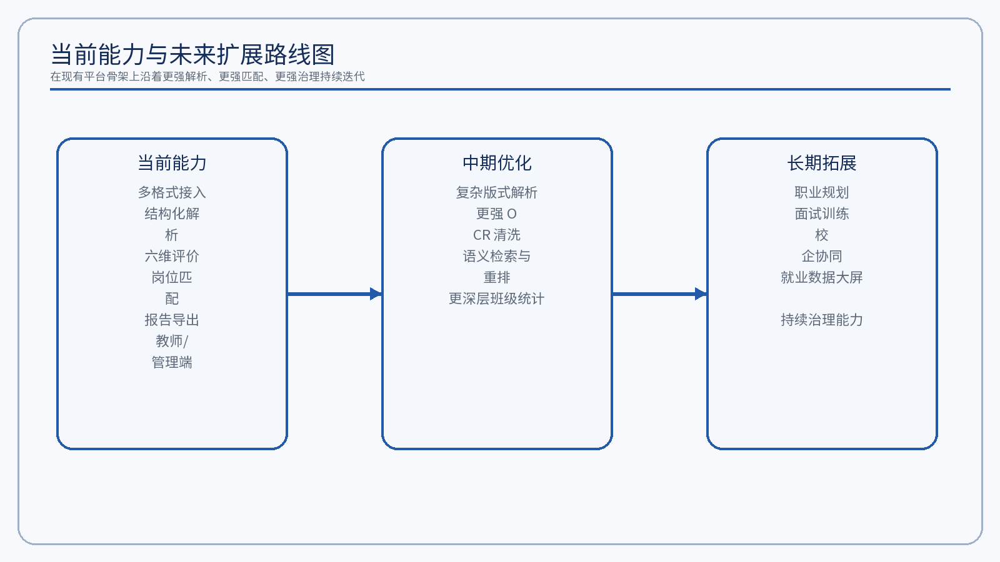 当前能力与未来扩展路线图
在现有平台骨架上沿着更强解析、更强匹配、更强治理持续迭代
当前能力
多格式接入
结构化解
析
六维评价
岗位匹
配
报告导出
教师/
管理端
中期优化
复杂版式解析
更强 O
CR 清洗
语义检索与
重排
更深层班级统计
长期拓展
职业规划
面试训练
校
企协同
就业数据大屏
持续治理能力